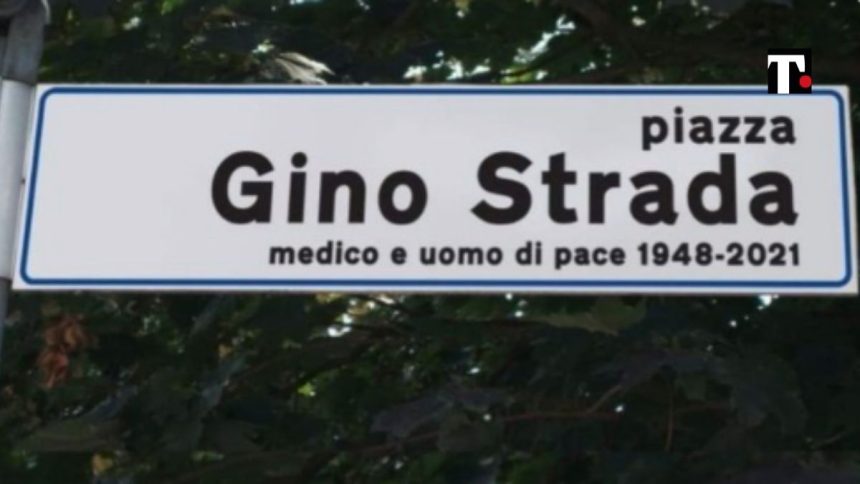 T.
piazza
Gino Strada
medico e uomo di pace 1948-2021